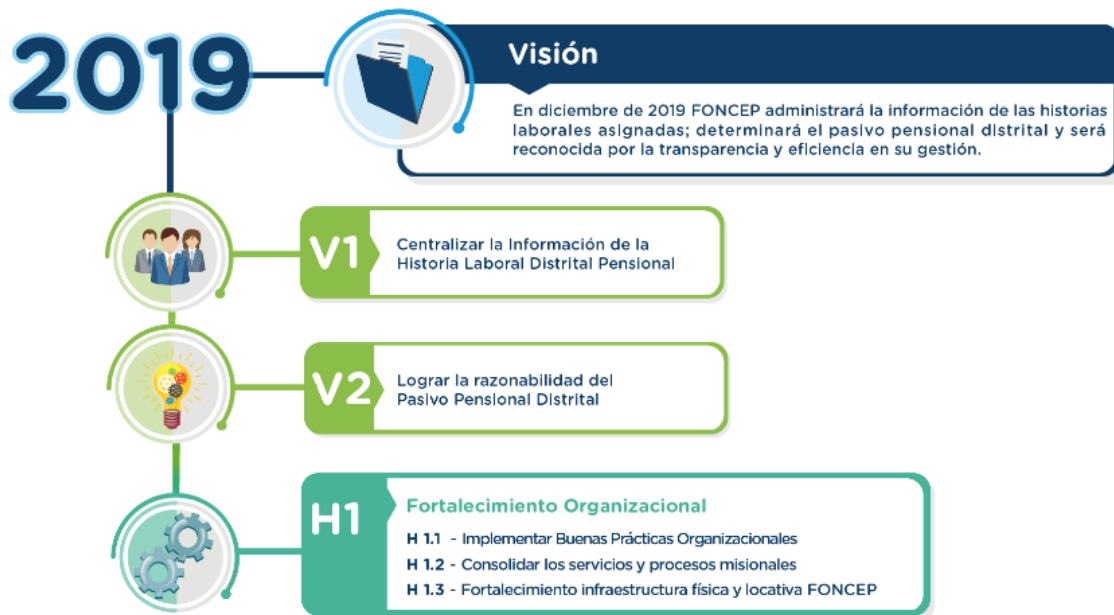 2019
Visión
En diciembre de 2019 FONCEP administrará la información de las historias
laborales asignadas; determinará el pasivo pensional distrital y será
reconocida por la transparencia y eficiencia en su gestión.
V1
Centralizar la Información de la
Historia Laboral Distrital Pensional
V2
Lograr la razonabilidad del
Pasivo Pensional Distrital
H1
Fortalecimiento Organizacional
H 1.1 - Implementar Buenas Prácticas Organizacionales
H 1.2 - Consolidar los servicios y procesos misionales
H 1.3 - Fortalecimiento infraestructura física y locativa FONCEP